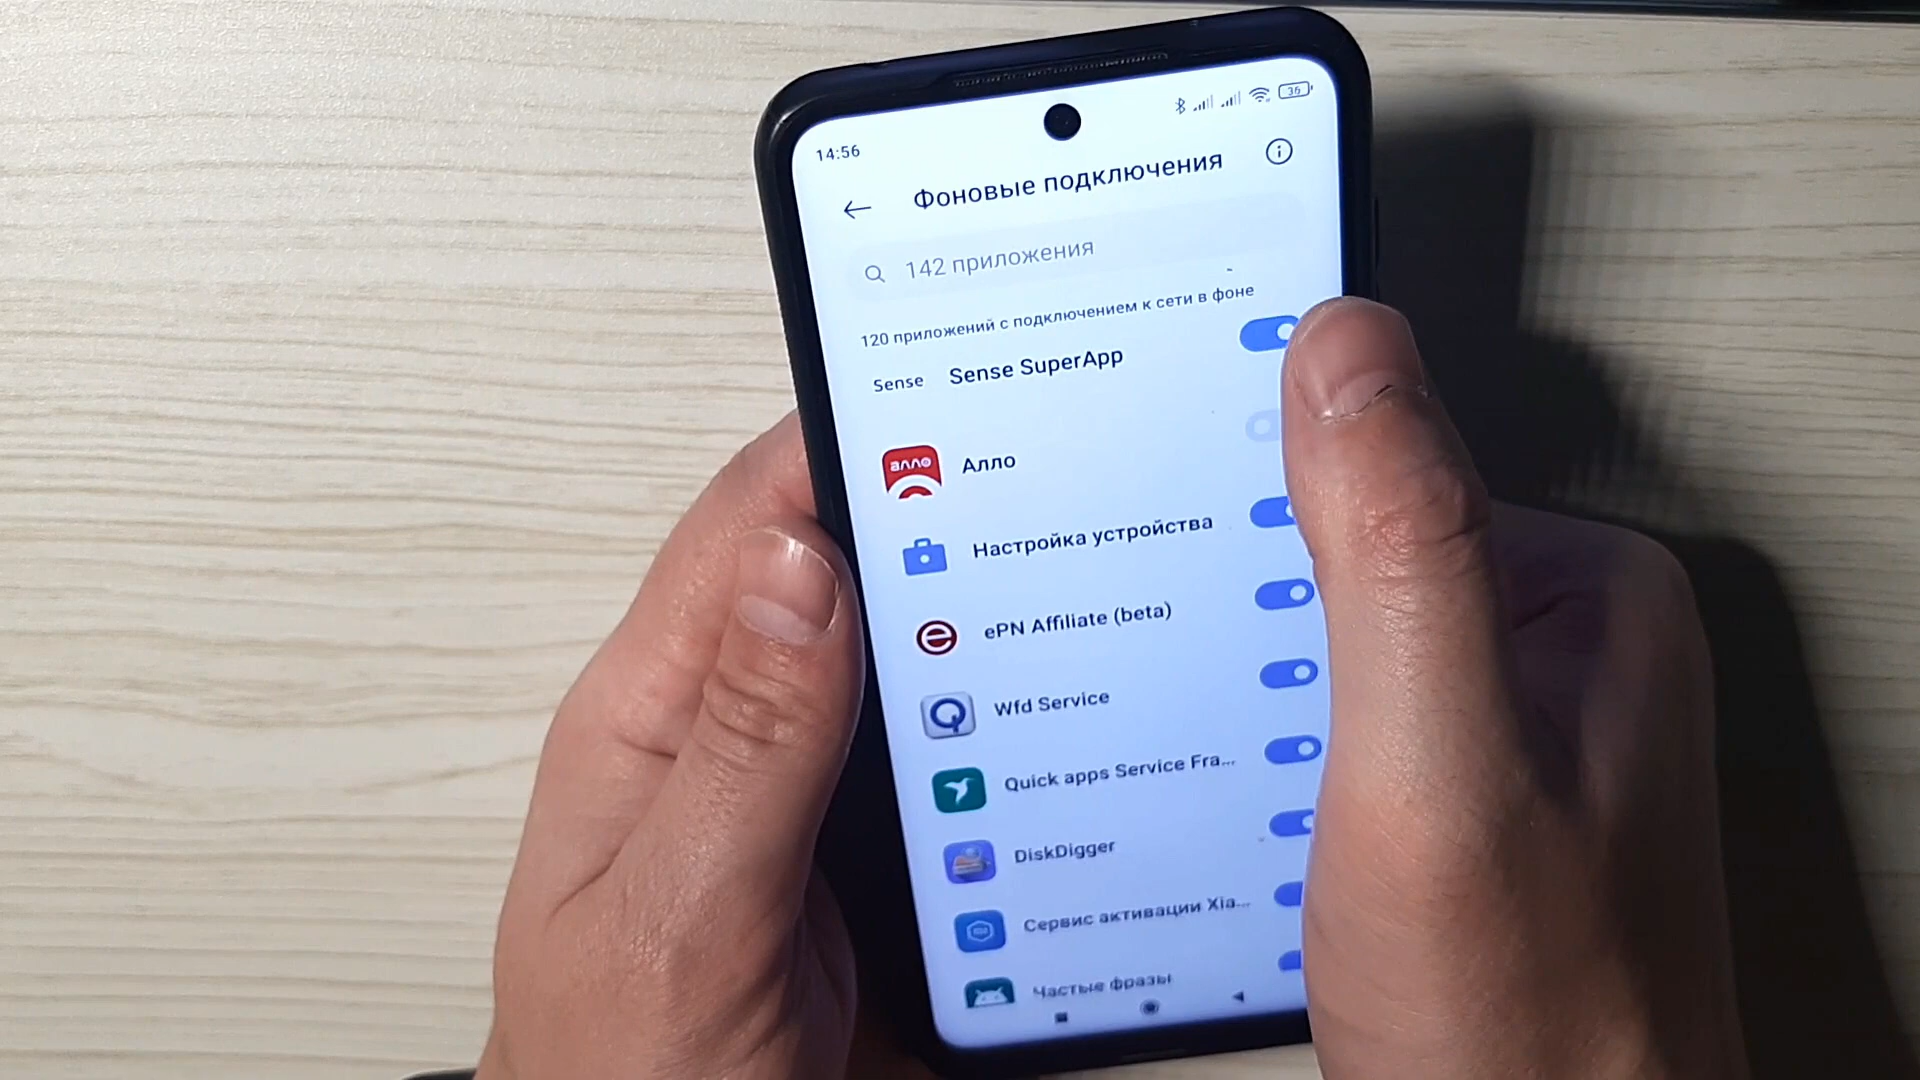 14:56
36
Фоновые подключения
142 приложения
120 приложений с подключением к сети в фоне
Sense
Sense SuperApp
алло
Алло
Настройка устройства
ePN Affiliate (beta)
Wfd Service
Quick apps Service Fra...
DiskDigger
Сервис активации Xia...
Частые фразы